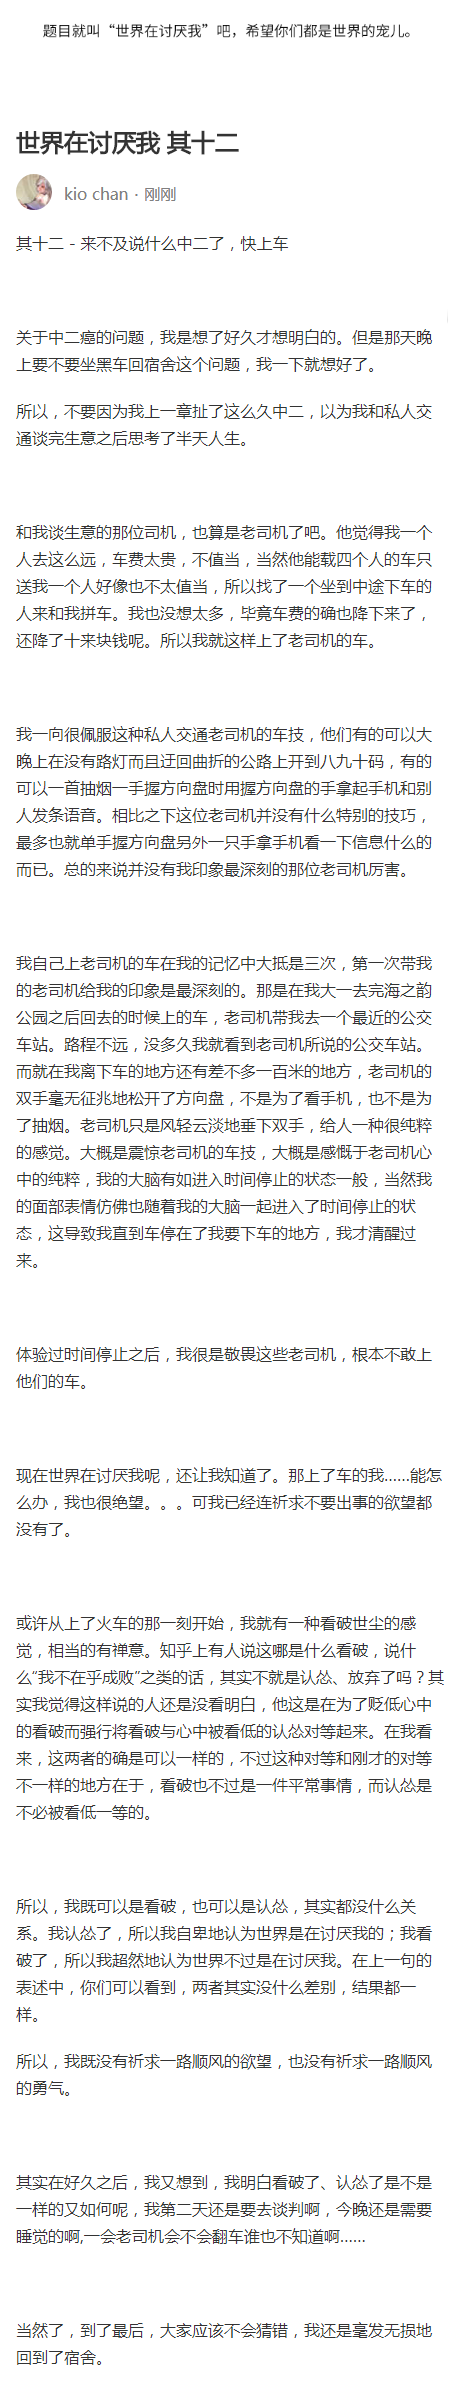 题目就叫“世界在讨厌我”吧，希望你们都是世界的宠儿。
世界在讨厌我 其十二
kio chan · 刚刚
其十二 - 来不及说什么中二了，快上车
关于中二癌的问题，我是想了好久才想明白的。但是那天晚
上要不要坐黑车回宿舍这个问题，我一下就想好了。
所以，不要因为我上一章扯了这么久中二，以为我和私人交
通谈完生意之后思考了半天人生。
和我谈生意的那位司机，也算是老司机了吧。他觉得我一个
人去这么远，车费太贵，不值当，当然他能载四个人的车只
送我一个人好像也不太值当，所以找了一个坐到中途下车的
人来和我拼车。我也没想太多，毕竟车费的确也降下来了，
还降了十来块钱呢。所以我就这样上了老司机的车。
我一向很佩服这种私人交通老司机的车技，他们有的可以大
晚上在没有路灯而且迂回曲折的公路上开到八九十码，有的
可以一首抽烟一手握方向盘时用握方向盘的手拿起手机和别
人发条语音。相比之下这位老司机并没有什么特别的技巧，
最多也就单手握方向盘另外一只手拿手机看一下信息什么的
而已。总的来说并没有我印象最深刻的那位老司机厉害。
我自己上老司机的车在我的记忆中大抵是三次，第一次带我
的老司机给我的印象是最深刻的。那是在我大一去完海之韵
公园之后回去的时候上的车，老司机带我去一个最近的公交
车站。路程不远，没多久我就看到老司机所说的公交车站。
而就在我离下车的地方还有差不多一百米的地方，老司机的
双手毫无征兆地松开了方向盘，不是为了看手机，也不是为
了抽烟。老司机只是风轻云淡地垂下双手，给人一种很纯粹
的感觉。大概是震惊老司机的车技，大概是感慨于老司机心
中的纯粹，我的大脑有如进入时间停止的状态一般，当然我
的面部表情仿佛也随着我的大脑一起进入了时间停止的状
态，这导致我直到车停在了我要下车的地方，我才清醒过
来。
体验过时间停止之后，我很是敬畏这些老司机，根本不敢上
他们的车。
现在世界在讨厌我呢，还让我知道了。那上了车的我......能怎
么办，我也很绝望。。。可我已经连祈求不要出事的欲望都
没有了。
或许从上了火车的那一刻开始，我就有一种看破世尘的感
觉，相当的有禅意。知乎上有人说这哪是什么看破，说什
么“我不在乎成败”之类的话，其实不就是认怂、放弃了吗？其
实我觉得这样说的人还是没看明白，他这是在为了贬低心中
的看破而强行将看破与心中被看低的认怂对等起来。在我看
来，这两者的确是可以一样的，不过这种对等和刚才的对等
不一样的地方在于，看破也不过是一件平常事情，而认怂是
不必被看低一等的。
所以，我既可以是看破，也可以是认怂，其实都没什么关
系。我认怂了，所以我自卑地认为世界是在讨厌我的；我看
破了，所以我超然地认为世界不过是在讨厌我。在上一句的
表述中，你们可以看到，两者其实没什么差别，结果都一
样。
所以，我既没有祈求一路顺风的欲望，也没有祈求一路顺风
的勇气。
其实在好久之后，我又想到，我明白看破了、认怂了是不是
一样的又如何呢，我第二天还是要去谈判啊，今晚还是需要
睡觉的啊,一会老司机会不会翻车谁也不知道啊......
当然了，到了最后，大家应该不会猜错，我还是毫发无损地
回到了宿舍。